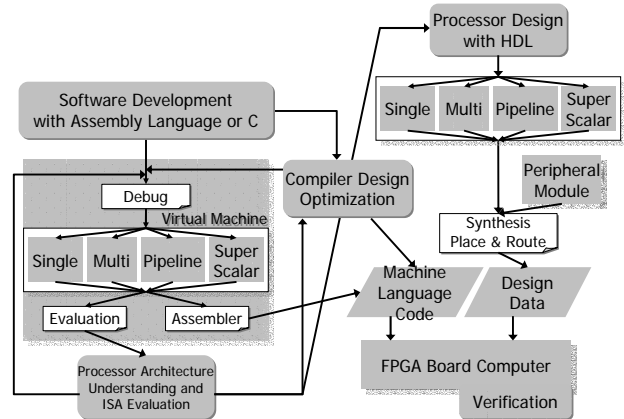 Processor Design
with HDL
Software Development
with Assembly Language or C
Single
Multi
Pipeline
Super
Scalar
Compiler Design
Optimization
Peripheral
Module
Debug
Virtual Machine
Single
Multi
Pipeline
Super
Scalar
Synthesis
Place & Route
Evaluation
Assembler
Machine
Language
Code
Design
Data
Processor Architecture
Understanding and
ISA Evaluation
FPGA Board Computer
Verification